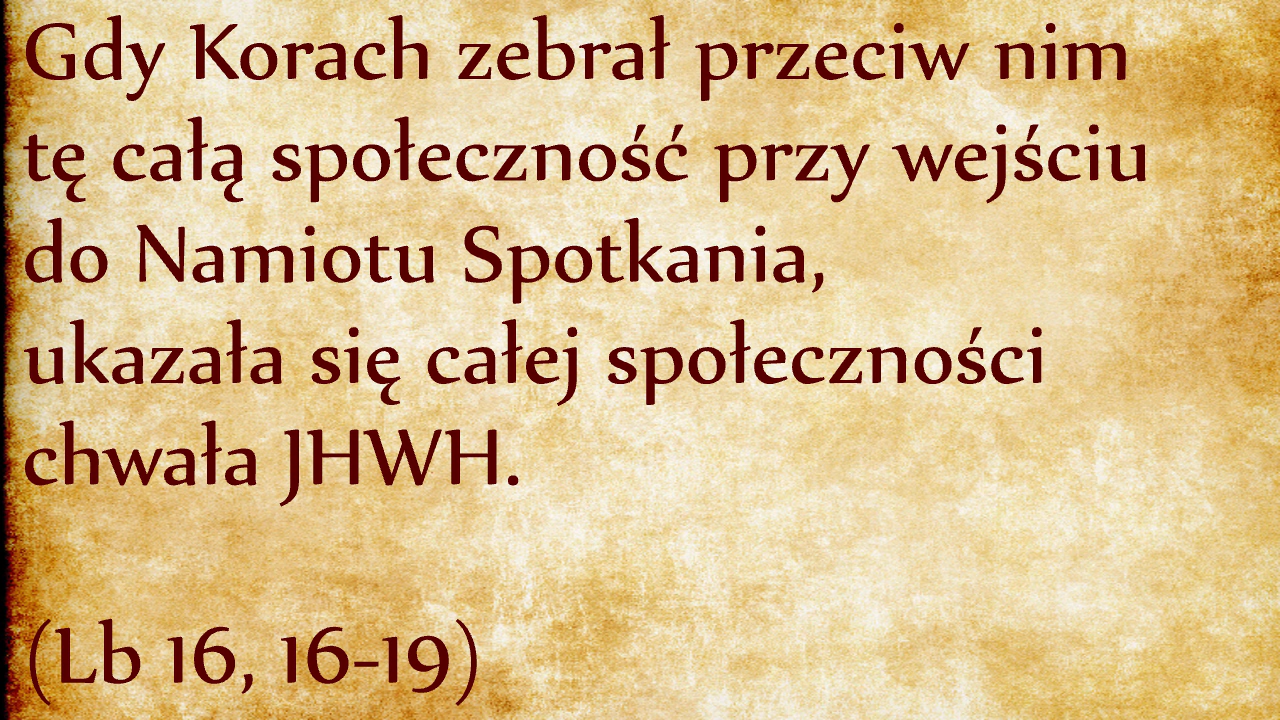 Gdy Korach zebrał przeciw nim
tę całą społeczność przy wejściu
do Namiotu Spotkania,
ukazała się całej społeczności
chwała JHWH.
(Lb 16, 16-19)